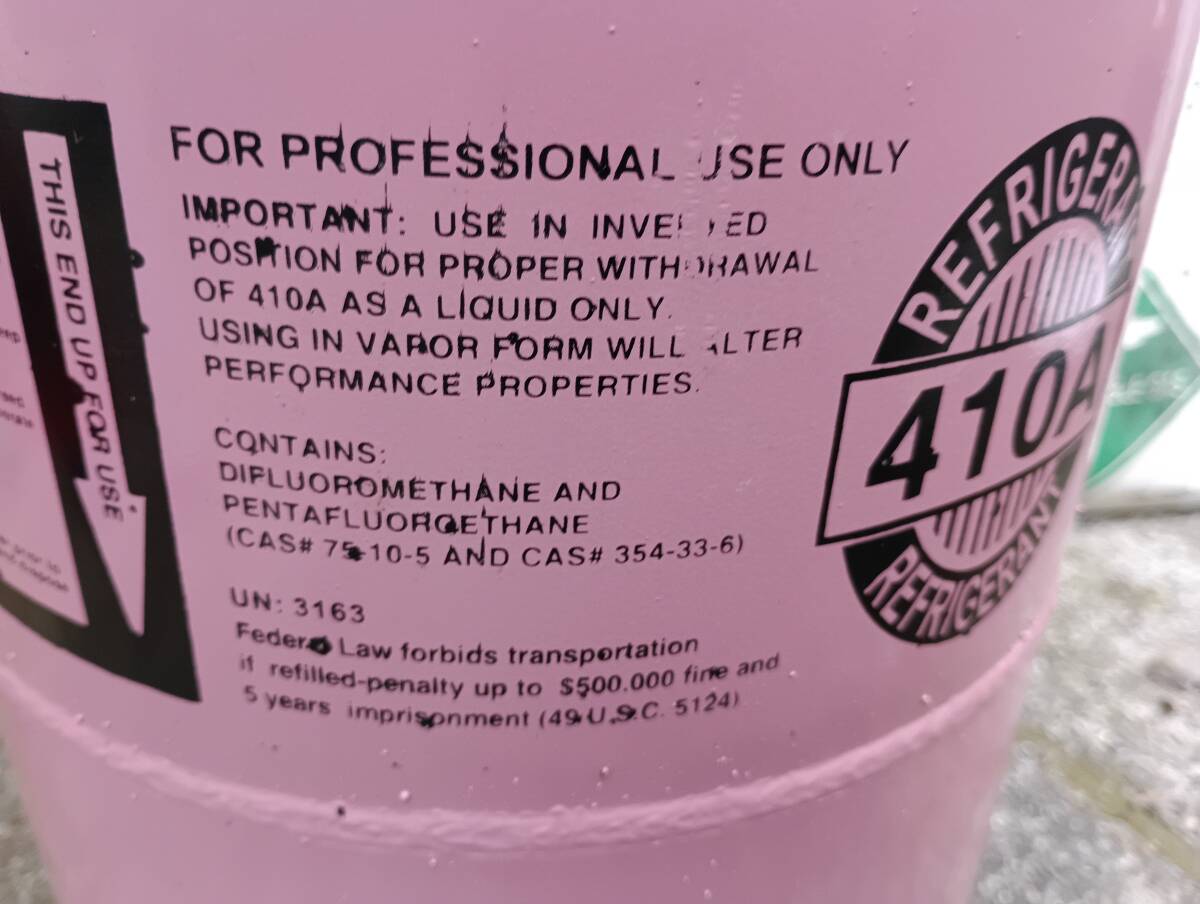 THIS END UP FOR USE
FOR PROFESSIONAL USE ONLY
IMPORTANT: USE IN INVERTED
POSITION FOR PROPER WITHDRAWAL
OF 410A AS A LIQUID ONLY.
USING IN VAPOR FORM WILL ALTER
PERFORMANCE PROPERTIES.
CONTAINS:
DIFLUOROMETHANE AND
PENTAFLUOROETHANE
(CAS# 75-10-5 AND CAS# 354-33-6)
UN: 3163
Federal Law forbids transportation
if refilled-penalty up to $500.000 fine and
5 years imprisonment (49 U.S.C. 5124)
REFRIGERANT
410A
REFRIGERANT